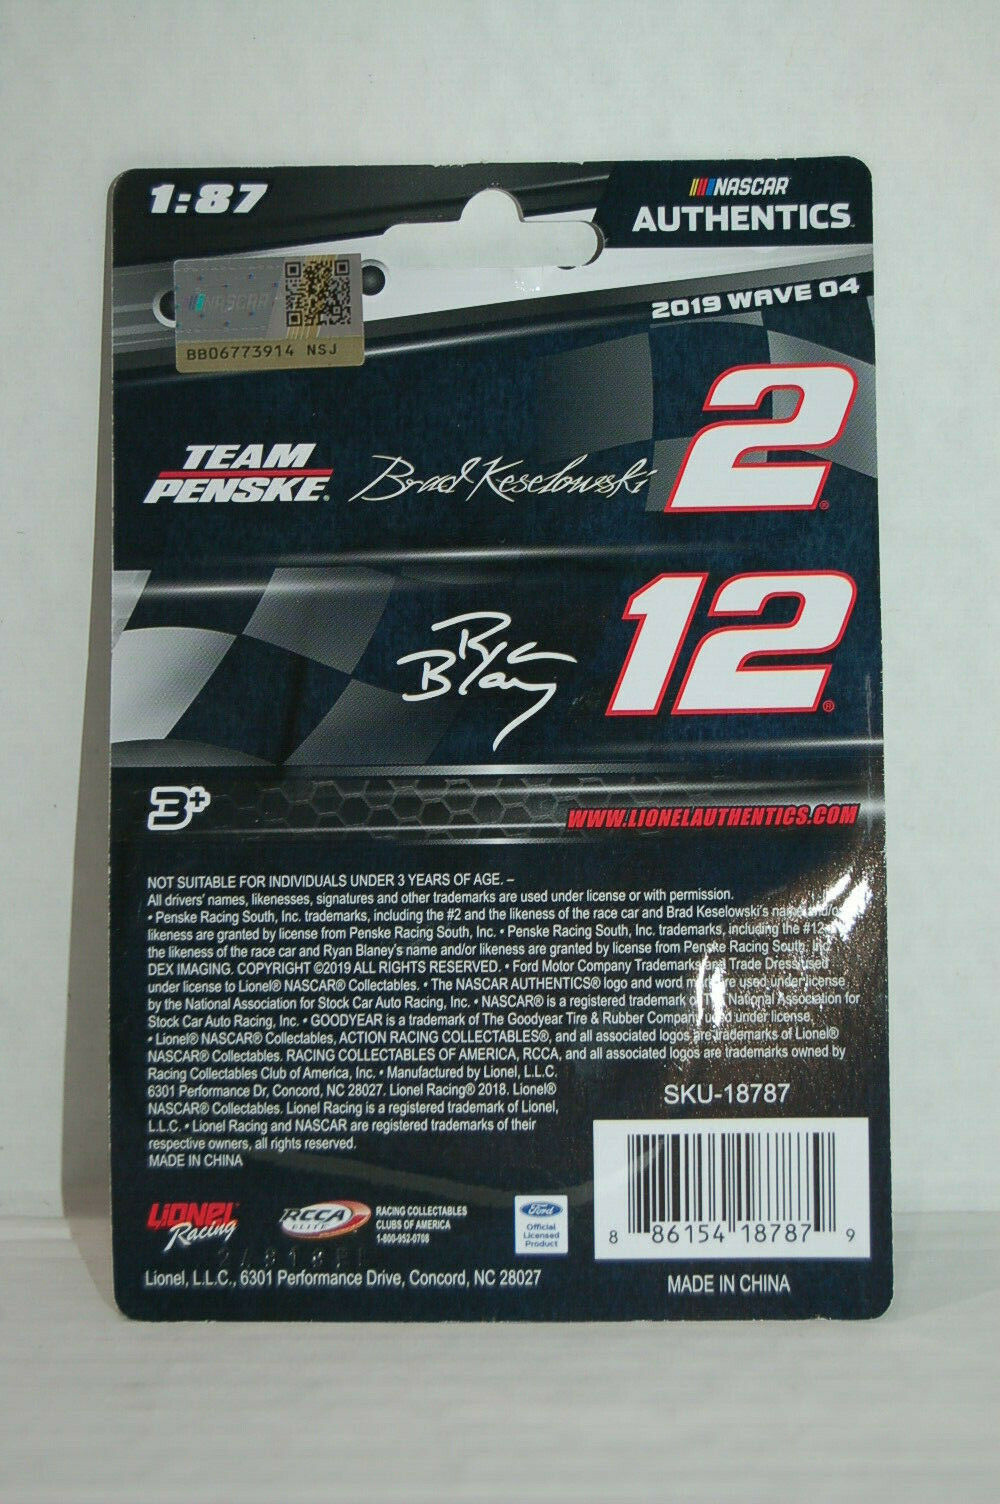 1:87
NASCAR
AUTHENTICS
2019 WAVE 04
NASCAR
BB06773914 NSJ
TEAM
PENSKE®
Brad Keselowski
2®
Ryan
Blaney
12®
3+
WWW.LIONELAUTHENTICS.COM
NOT SUITABLE FOR INDIVIDUALS UNDER 3 YEARS OF AGE. –
All drivers' names, likenesses, signatures and other trademarks are used under license or with permission.
• Penske Racing South, Inc. trademarks, including the #2 and the likeness of the race car and Brad Keselowski's name and/or
likeness are granted by license from Penske Racing South, Inc. • Penske Racing South, Inc. trademarks, including the #12
the likeness of the race car and Ryan Blaney's name and/or likeness are granted by license from Penske Racing South, Inc.
DEX IMAGING. COPYRIGHT ©2019 ALL RIGHTS RESERVED. • Ford Motor Company Trademarks and Trade Dress used
under license to Lionel® NASCAR® Collectables. • The NASCAR AUTHENTICS® logo and word mark are used under license
by the National Association for Stock Car Auto Racing, Inc. • NASCAR® is a registered trademark of The National Association for
Stock Car Auto Racing, Inc. • GOODYEAR is a trademark of The Goodyear Tire & Rubber Company used under license.
• Lionel® NASCAR® Collectables, ACTION RACING COLLECTABLES®, and all associated logos are trademarks of Lionel®
NASCAR® Collectables. RACING COLLECTABLES OF AMERICA, RCCA, and all associated logos are trademarks owned by
Racing Collectables Club of America, Inc. • Manufactured by Lionel, L.L.C.
6301 Performance Dr, Concord, NC 28027. Lionel Racing® 2018. Lionel®
NASCAR® Collectables. Lionel Racing is a registered trademark of Lionel,
L.L.C. • Lionel Racing and NASCAR are registered trademarks of their
respective owners, all rights reserved.
MADE IN CHINA
SKU-18787
8 86154 18787 9
MADE IN CHINA
LIONEL
Racing
RCCA
ELITE
RACING COLLECTABLES
CLUBS OF AMERICA
1-800-952-0708
Ford
Official
Licensed
Product
Lionel, L.L.C., 6301 Performance Drive, Concord, NC 28027